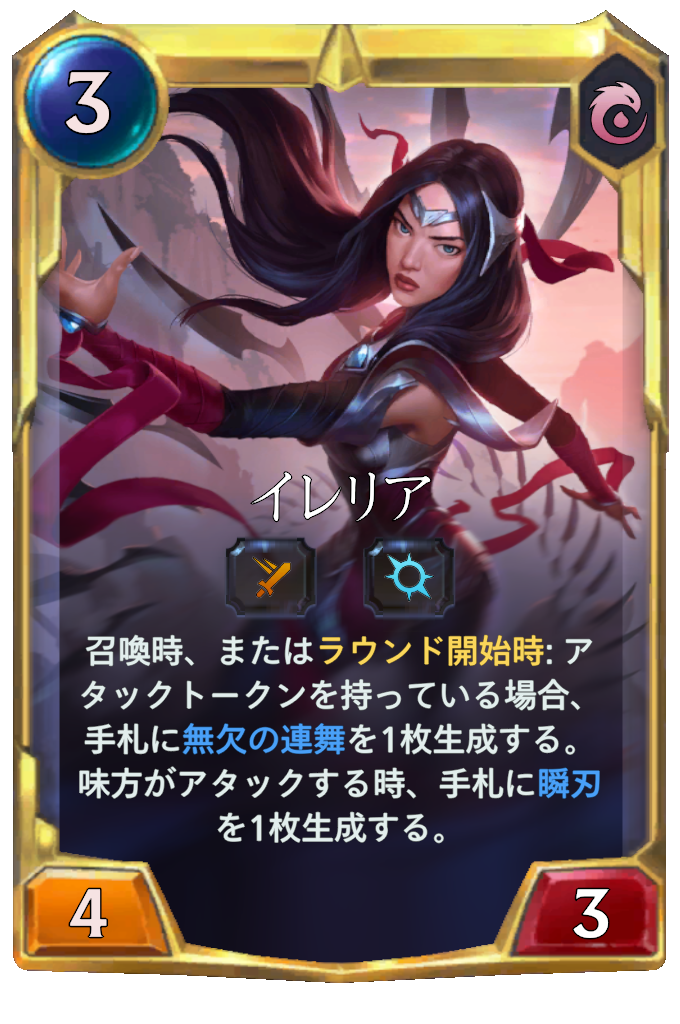 3
イレリア
召喚時、またはラウンド開始時: ア
タックトークンを持っている場合、
手札に無欠の連舞を1枚生成する。
味方がアタックする時、手札に瞬刃
を1枚生成する。
4
3